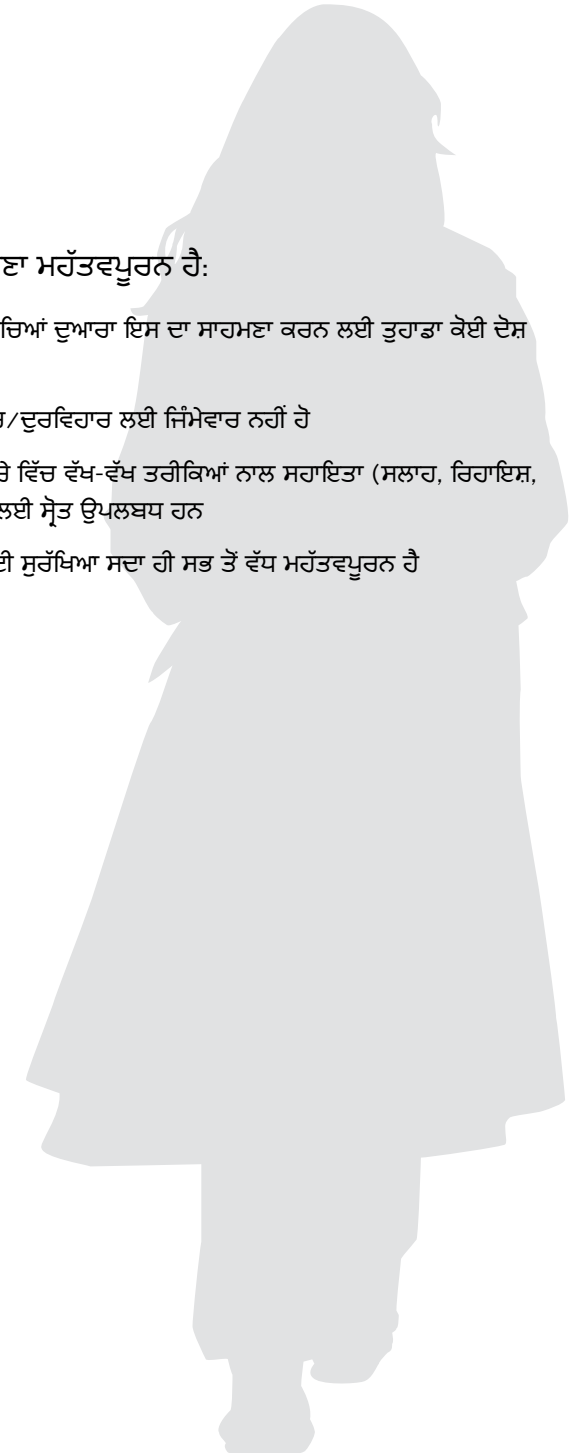 ਣਾ ਮਹੱਤਵਪੂਰਨ ਹੈ:
ਚਿਆਂ ਦੁਆਰਾ ਇਸ ਦਾ ਸਾਹਮਣਾ ਕਰਨ ਲਈ ਤੁਹਾਡਾ ਕੋਈ ਦੋਸ਼
/ਦੁਰਵਿਹਾਰ ਲਈ ਜਿੰਮੇਵਾਰ ਨਹੀਂ ਹੋ
ਰੇ ਵਿੱਚ ਵੱਖ-ਵੱਖ ਤਰੀਕਿਆਂ ਨਾਲ ਸਹਾਇਤਾ (ਸਲਾਹ, ਰਿਹਾਇਸ਼,
ਲਈ ਸ੍ਰੋਤ ਉਪਲਬਧ ਹਨ
ਈ ਸੁਰੱਖਿਆ ਸਦਾ ਹੀ ਸਭ ਤੋਂ ਵੱਧ ਮਹੱਤਵਪੂਰਨ ਹੈ